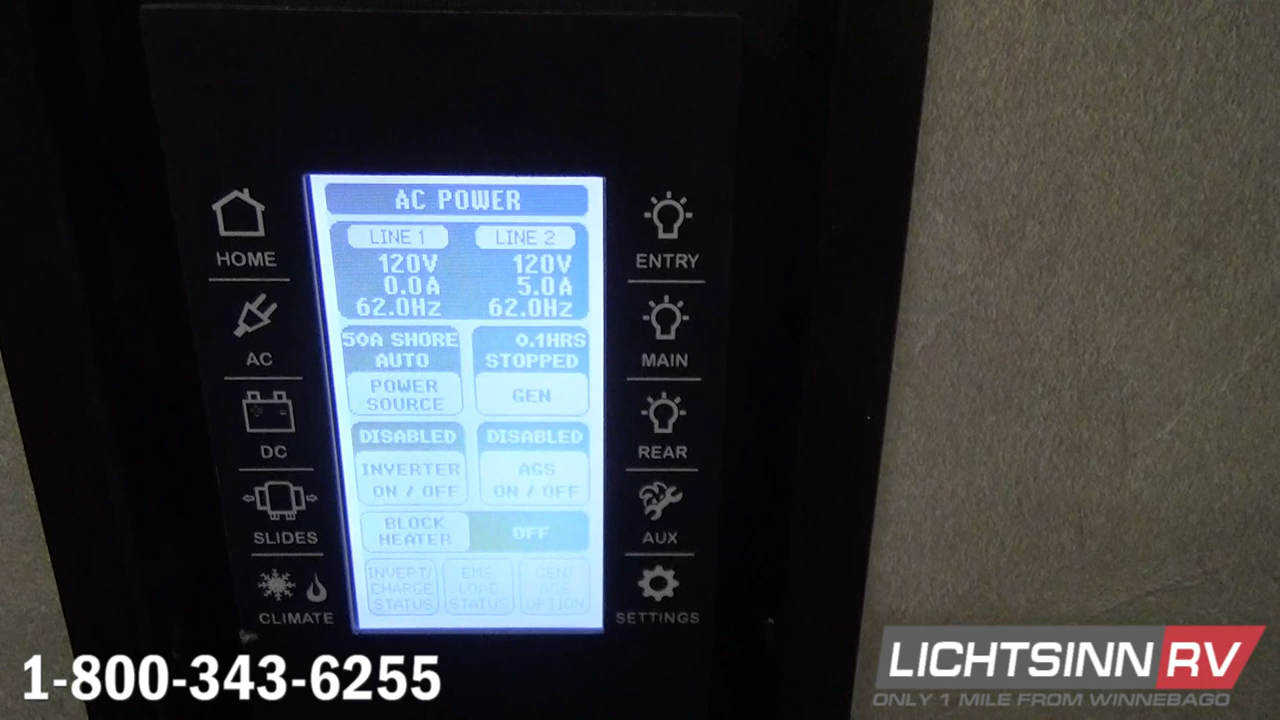 AC POWER
LINE 1 LINE 2
120V 120V
0.0A 5.0A
62.0Hz 62.0Hz
50A SHORE 0.1HRS
AUTO STOPPED
POWER SOURCE GEN
DISABLED DISABLED
INVERTER AGS
ON / OFF ON / OFF
BLOCK HEATER OFF
INVERT/ CHARGE STATUS
EMS LOAD STATUS
GEN/ AGS OPTION
HOME
AC
DC
SLIDES
CLIMATE
ENTRY
MAIN
REAR
AUX
SETTINGS
1-800-343-6255
LICHTSINN RV
ONLY 1 MILE FROM WINNEBAGO